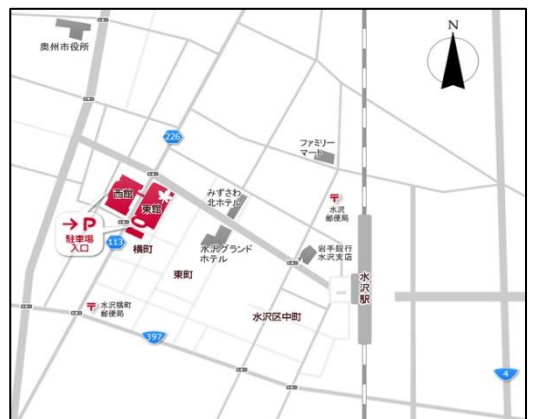 N
奥州市役所
226
ファミリー
マート
西館
東館
みずさわ
北ホテル
水沢
郵便局
→P
駐車場
入口
113
横町
水沢グランド
ホテル
岩手銀行
水沢支店
水沢駅
東町
水沢横町
郵便局
水沢区中町
397
4